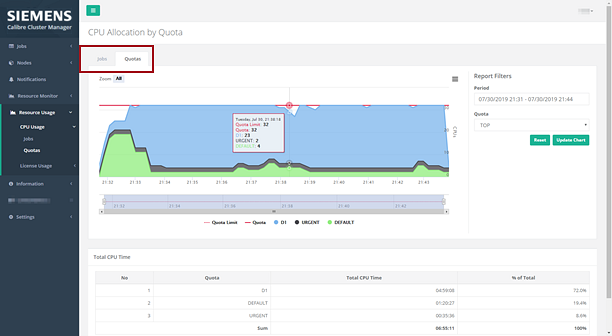 SIEMENS
Calibre Cluster Manager
Jobs
Nodes
Notifications
Resource Monitor
Resource Usage
CPU Usage
Jobs
Quotas
License Usage
Information
Settings
CPU Allocation by Quota
Jobs Quotas
Zoom All
Tuesday, Jul 30, 21:38:16
Quota Limit: 32
Quota: 32
D1: 23
URGENT: 2
DEFAULT: 4
CPU
21:32 21:33 21:34 21:35 21:36 21:37 21:38 21:39 21:40 21:41 21:42 21:43
21:32 21:34 21:36 21:38 21:40 21:42
Quota Limit Quota D1 URGENT DEFAULT
Report Filters
Period
07/30/2019 21:31 - 07/30/2019 21:44
Quota
TOP
Reset Update Chart
Total CPU Time
No Quota Total CPU Time % of Total
1 D1 04:59:08 72.0%
2 DEFAULT 01:20:27 19.4%
3 URGENT 00:35:36 8.6%
Sum 06:55:11 100%